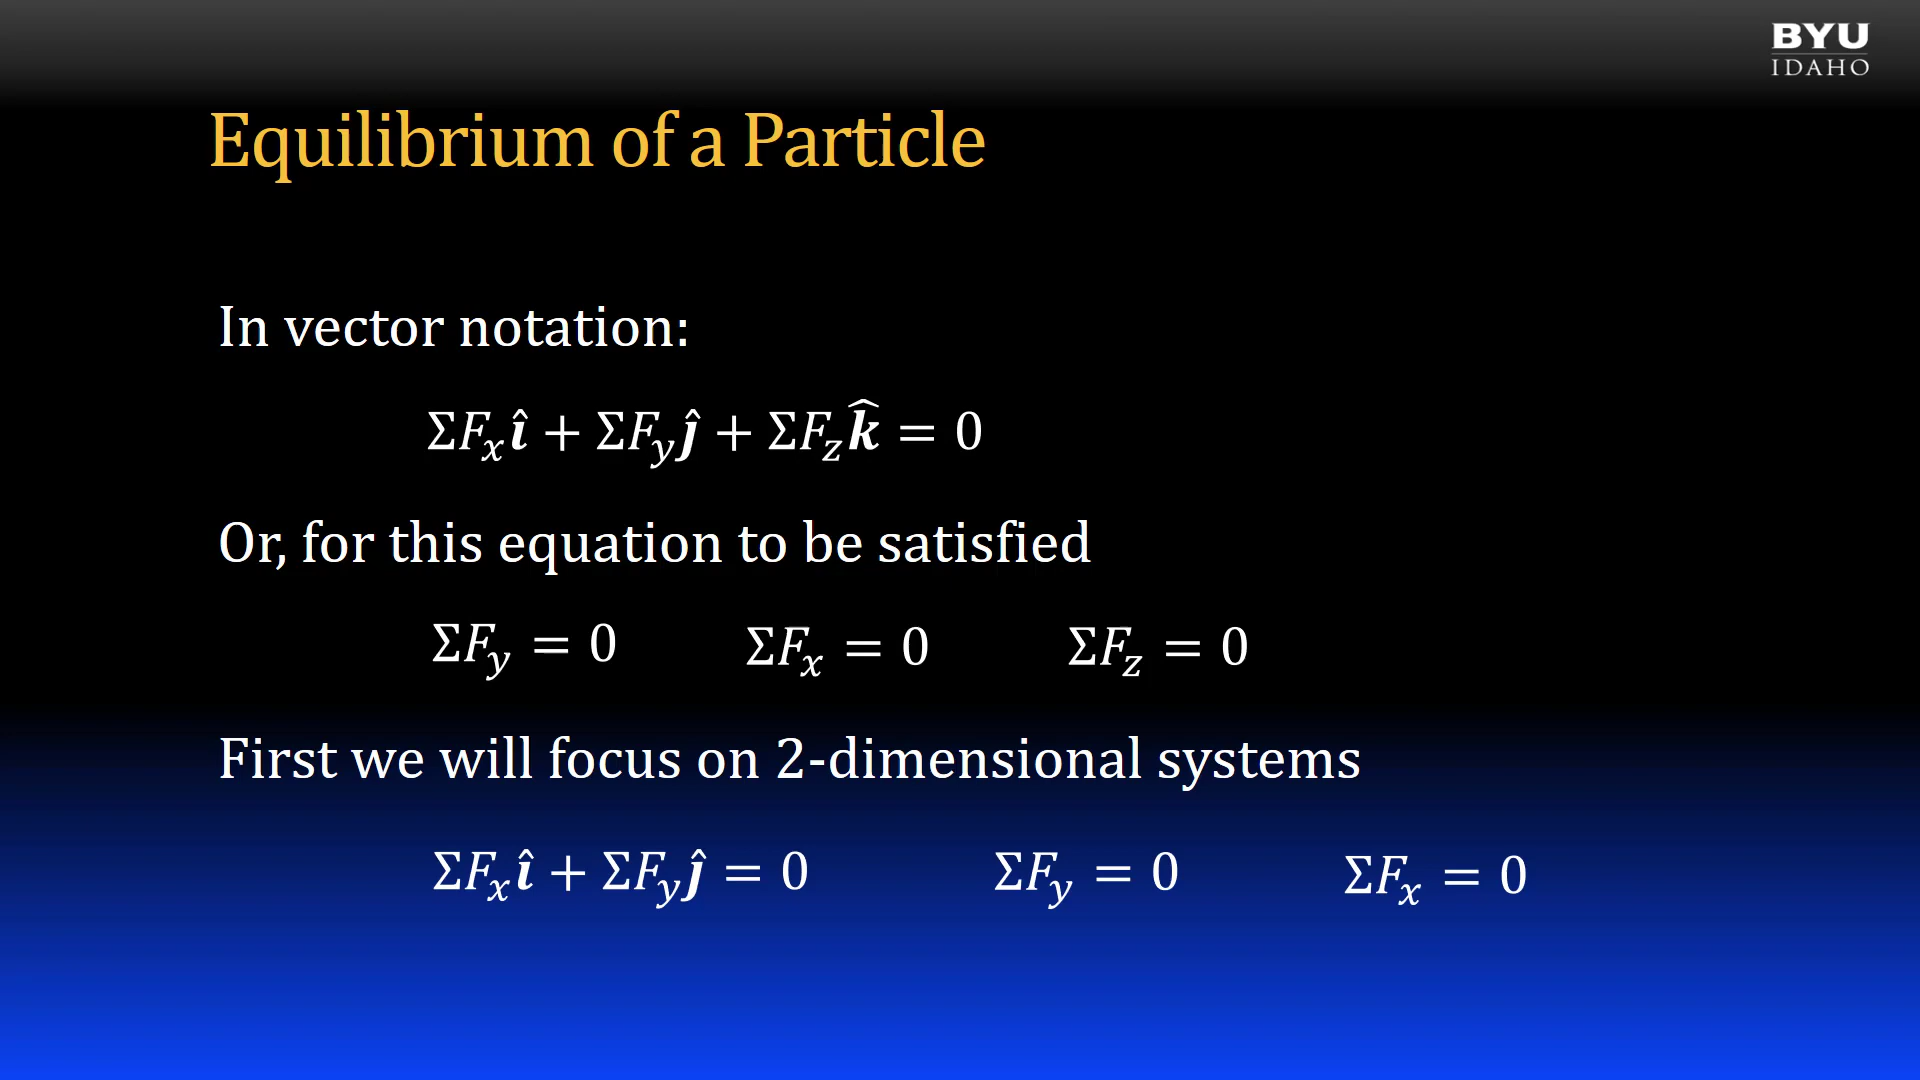 BYU
IDAHO
Equilibrium of a Particle
In vector notation:
ΣFₓî + ΣF_yĵ + ΣF_zk̂ = 0
Or, for this equation to be satisfied
ΣF_y = 0 ΣFₓ = 0 ΣF_z = 0
First we will focus on 2-dimensional systems
ΣFₓî + ΣF_yĵ = 0 ΣF_y = 0 ΣFₓ = 0